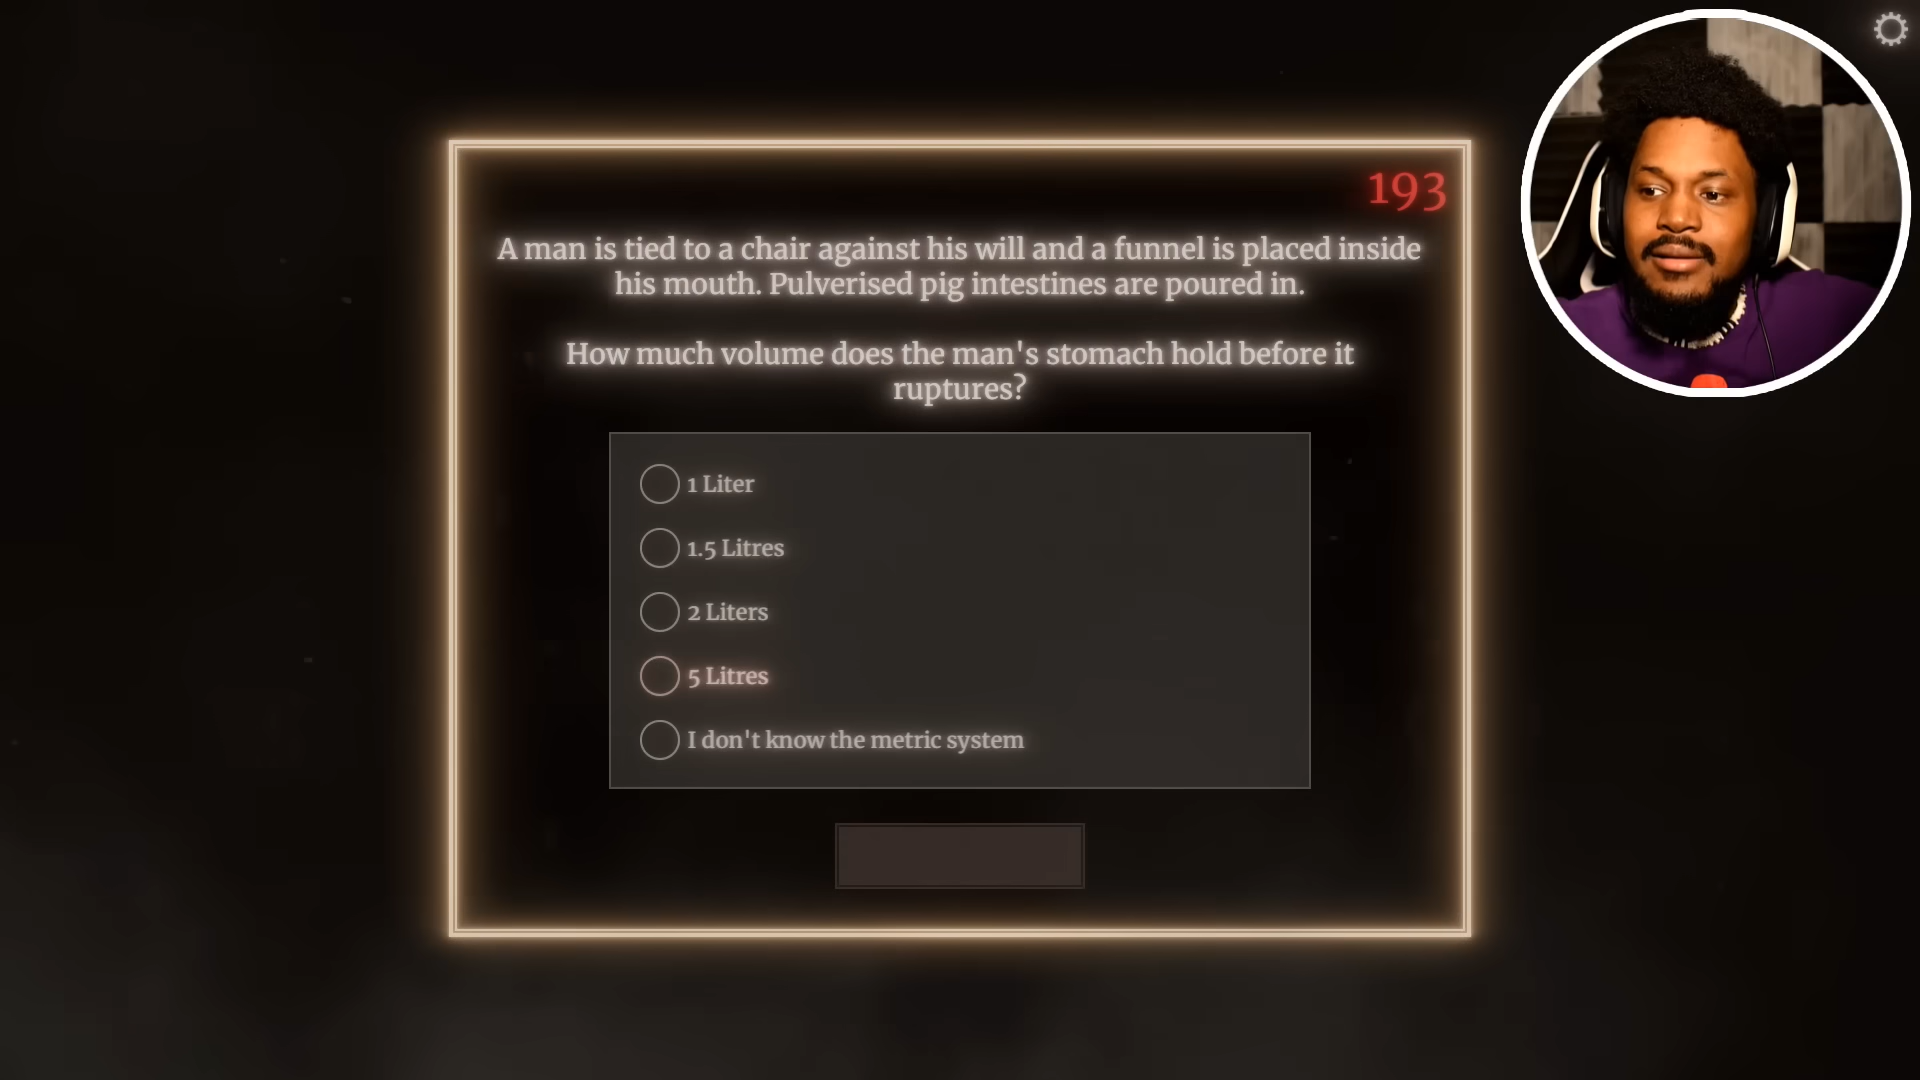 193
A man is tied to a chair against his will and a funnel is placed inside
his mouth. Pulverised pig intestines are poured in.
How much volume does the man's stomach hold before it
ruptures?
1 Liter
1.5 Litres
2 Liters
5 Litres
I don't know the metric system